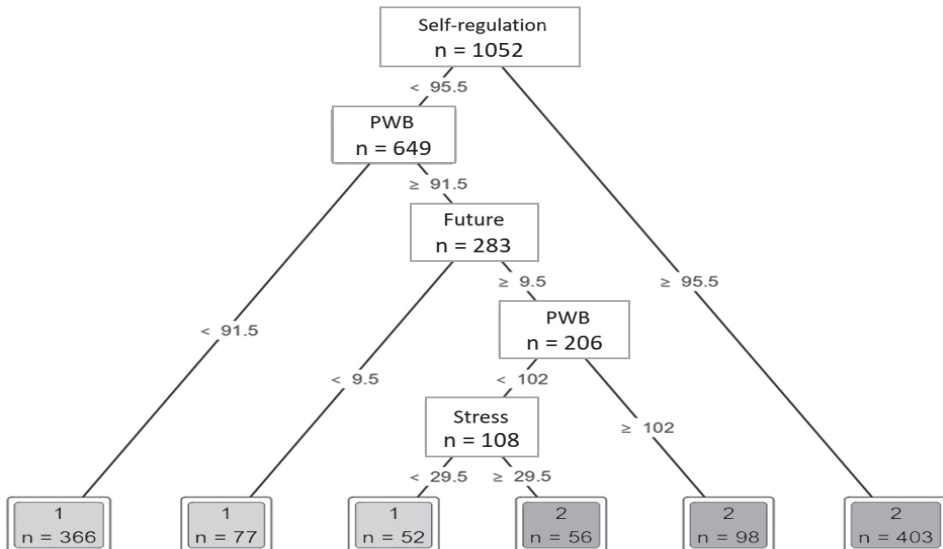 Self-regulation
n = 1052
< 95.5
PWB
n = 649
≥ 91.5
Future
n = 283
≥ 9.5
≥ 95.5
PWB
n = 206
< 91.5
< 9.5
< 102
Stress
n = 108
≥ 102
< 29.5
≥ 29.5
1
n = 366
1
n = 77
1
n = 52
2
n = 56
2
n = 98
2
n = 403